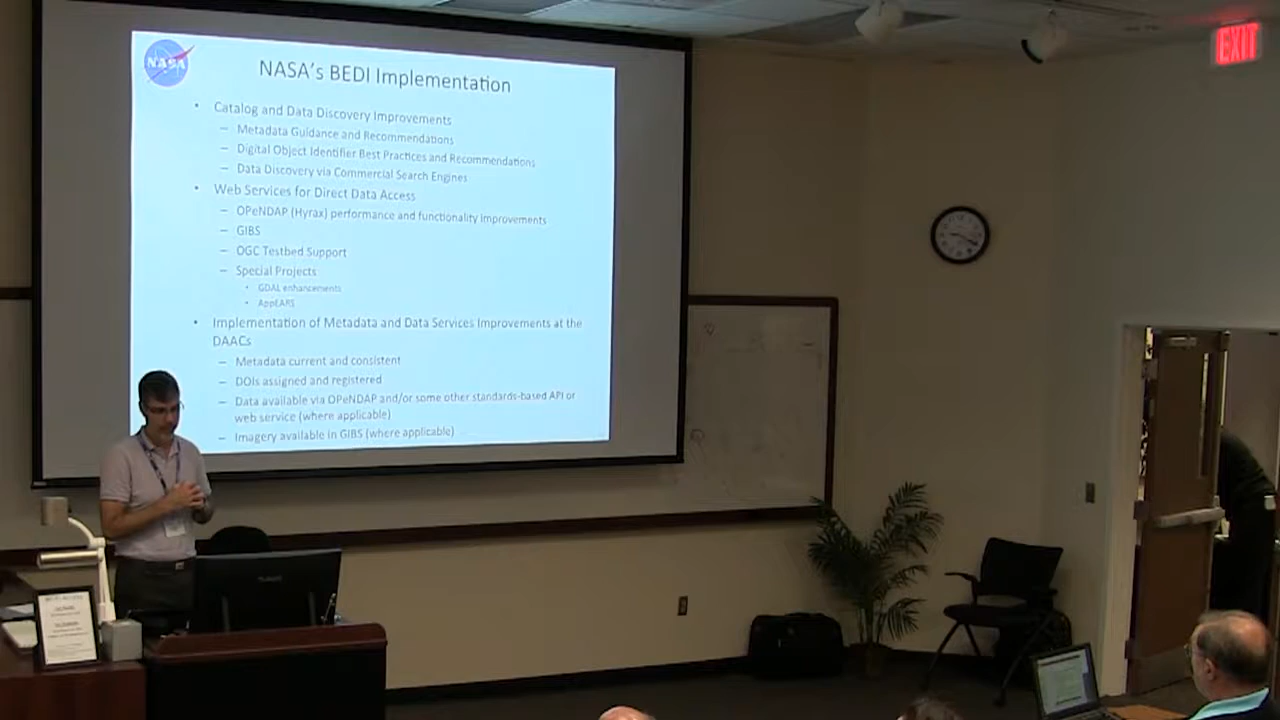 NASA
NASA's BEDI Implementation
• Catalog and Data Discovery Improvements
– Metadata Guidance and Recommendations
– Digital Object Identifier Best Practices and Recommendations
– Data Discovery via Commercial Search Engines
• Web Services for Direct Data Access
– OPeNDAP (Hyrax) performance and functionality improvements
– GIBS
– OGC Testbed Support
– Special Projects
• GDAL enhancements
• AppEARS
• Implementation of Metadata and Data Services Improvements at the
DAACs
– Metadata current and consistent
– DOIs assigned and registered
– Data available via OPeNDAP and/or some other standards-based API or
web service (where applicable)
– Imagery available in GIBS (where applicable)
EXIT